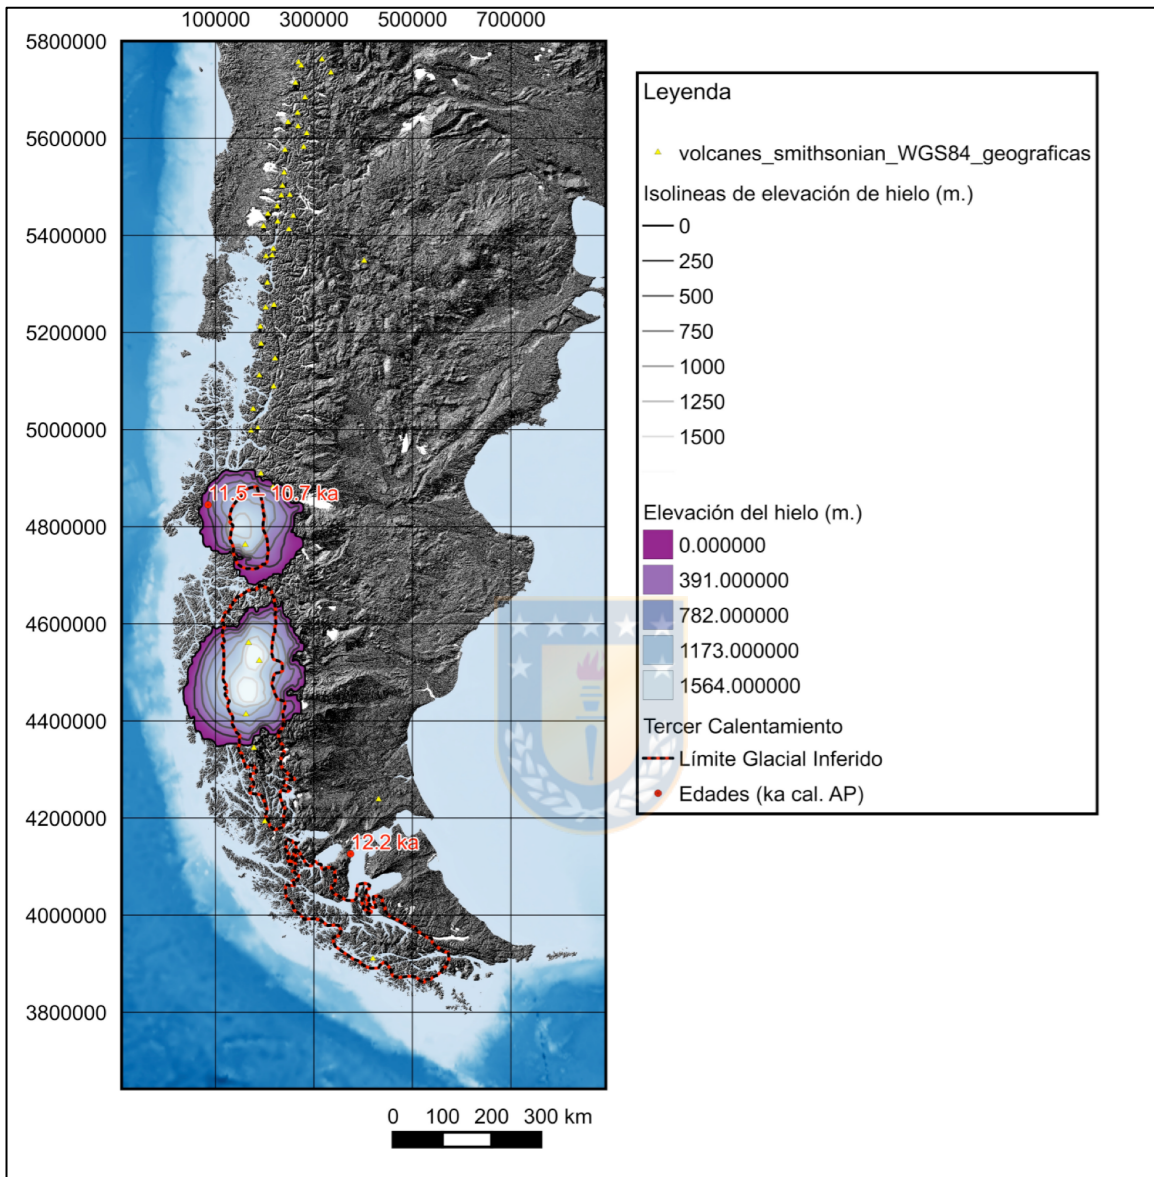 100000 300000 500000 700000
5800000
5600000
5400000
5200000
5000000
4800000
4600000
4400000
4200000
4000000
3800000
11.5 – 10.7 ka
12.2 ka
0 100 200 300 km
Leyenda
volcanes_smithsonian_WGS84_geograficas
Isolineas de elevación de hielo (m.)
0
250
500
750
1000
1250
1500
Elevación del hielo (m.)
0.000000
391.000000
782.000000
1173.000000
1564.000000
Tercer Calentamiento
Límite Glacial Inferido
Edades (ka cal. AP)